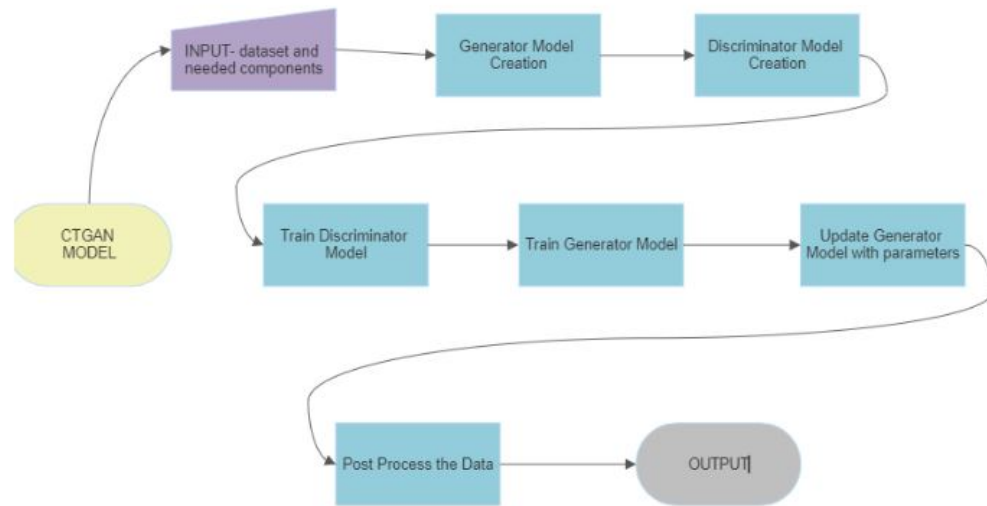 INPUT- dataset and
needed components
Generator Model
Creation
Discriminator Model
Creation
CTGAN
MODEL
Train Discriminator
Model
Train Generator Model
Update Generator
Model with parameters
Post Process the Data
OUTPUT